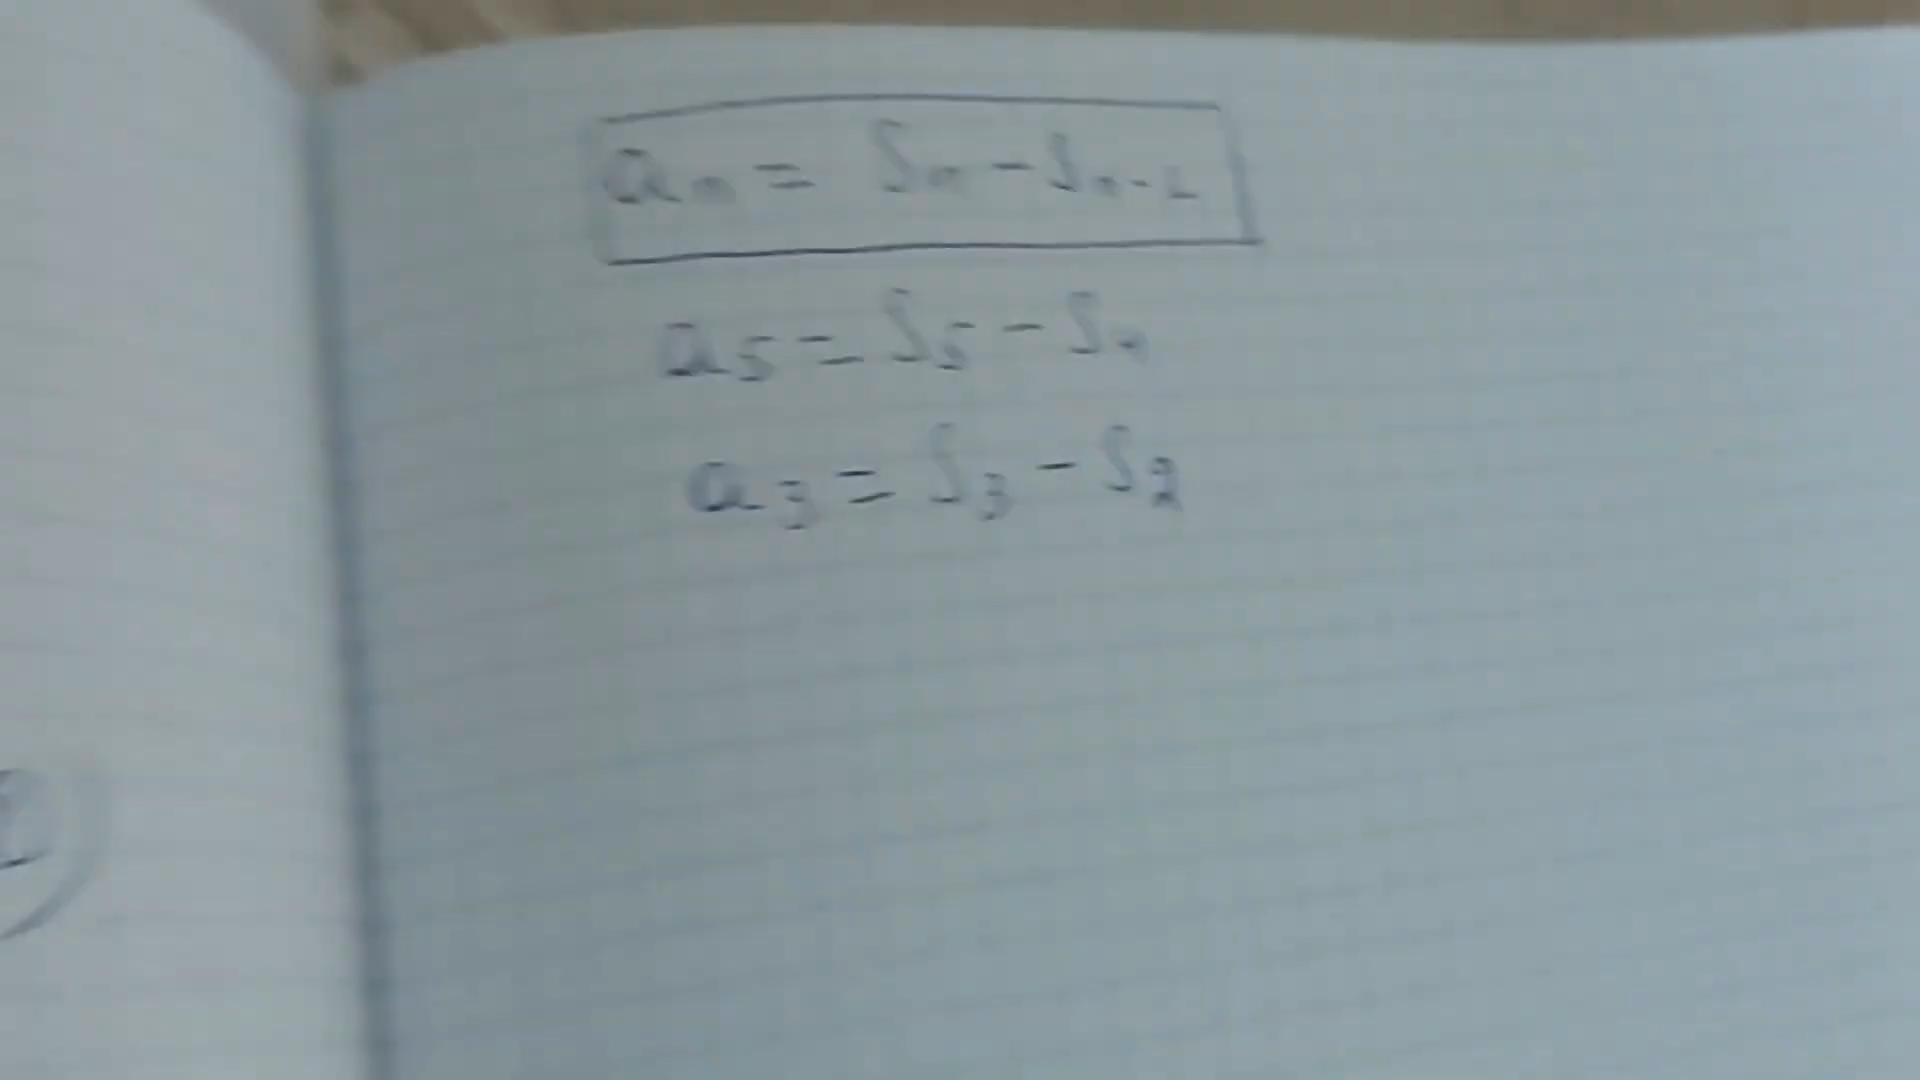 aₙ = Sₙ - Sₙ₋₁
a₅ = S₅ - S₄
a₃ = S₃ - S₂